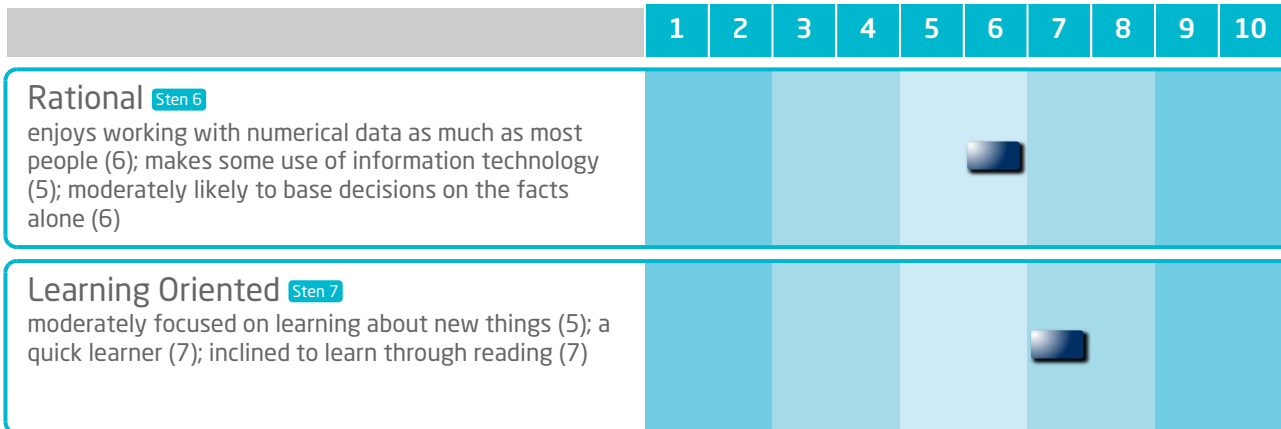 1 2 3 4 5 6 7 8 9 10
Rational Sten 6
enjoys working with numerical data as much as most
people (6); makes some use of information technology
(5); moderately likely to base decisions on the facts
alone (6)
Learning Oriented Sten 7
moderately focused on learning about new things (5); a
quick learner (7); inclined to learn through reading (7)